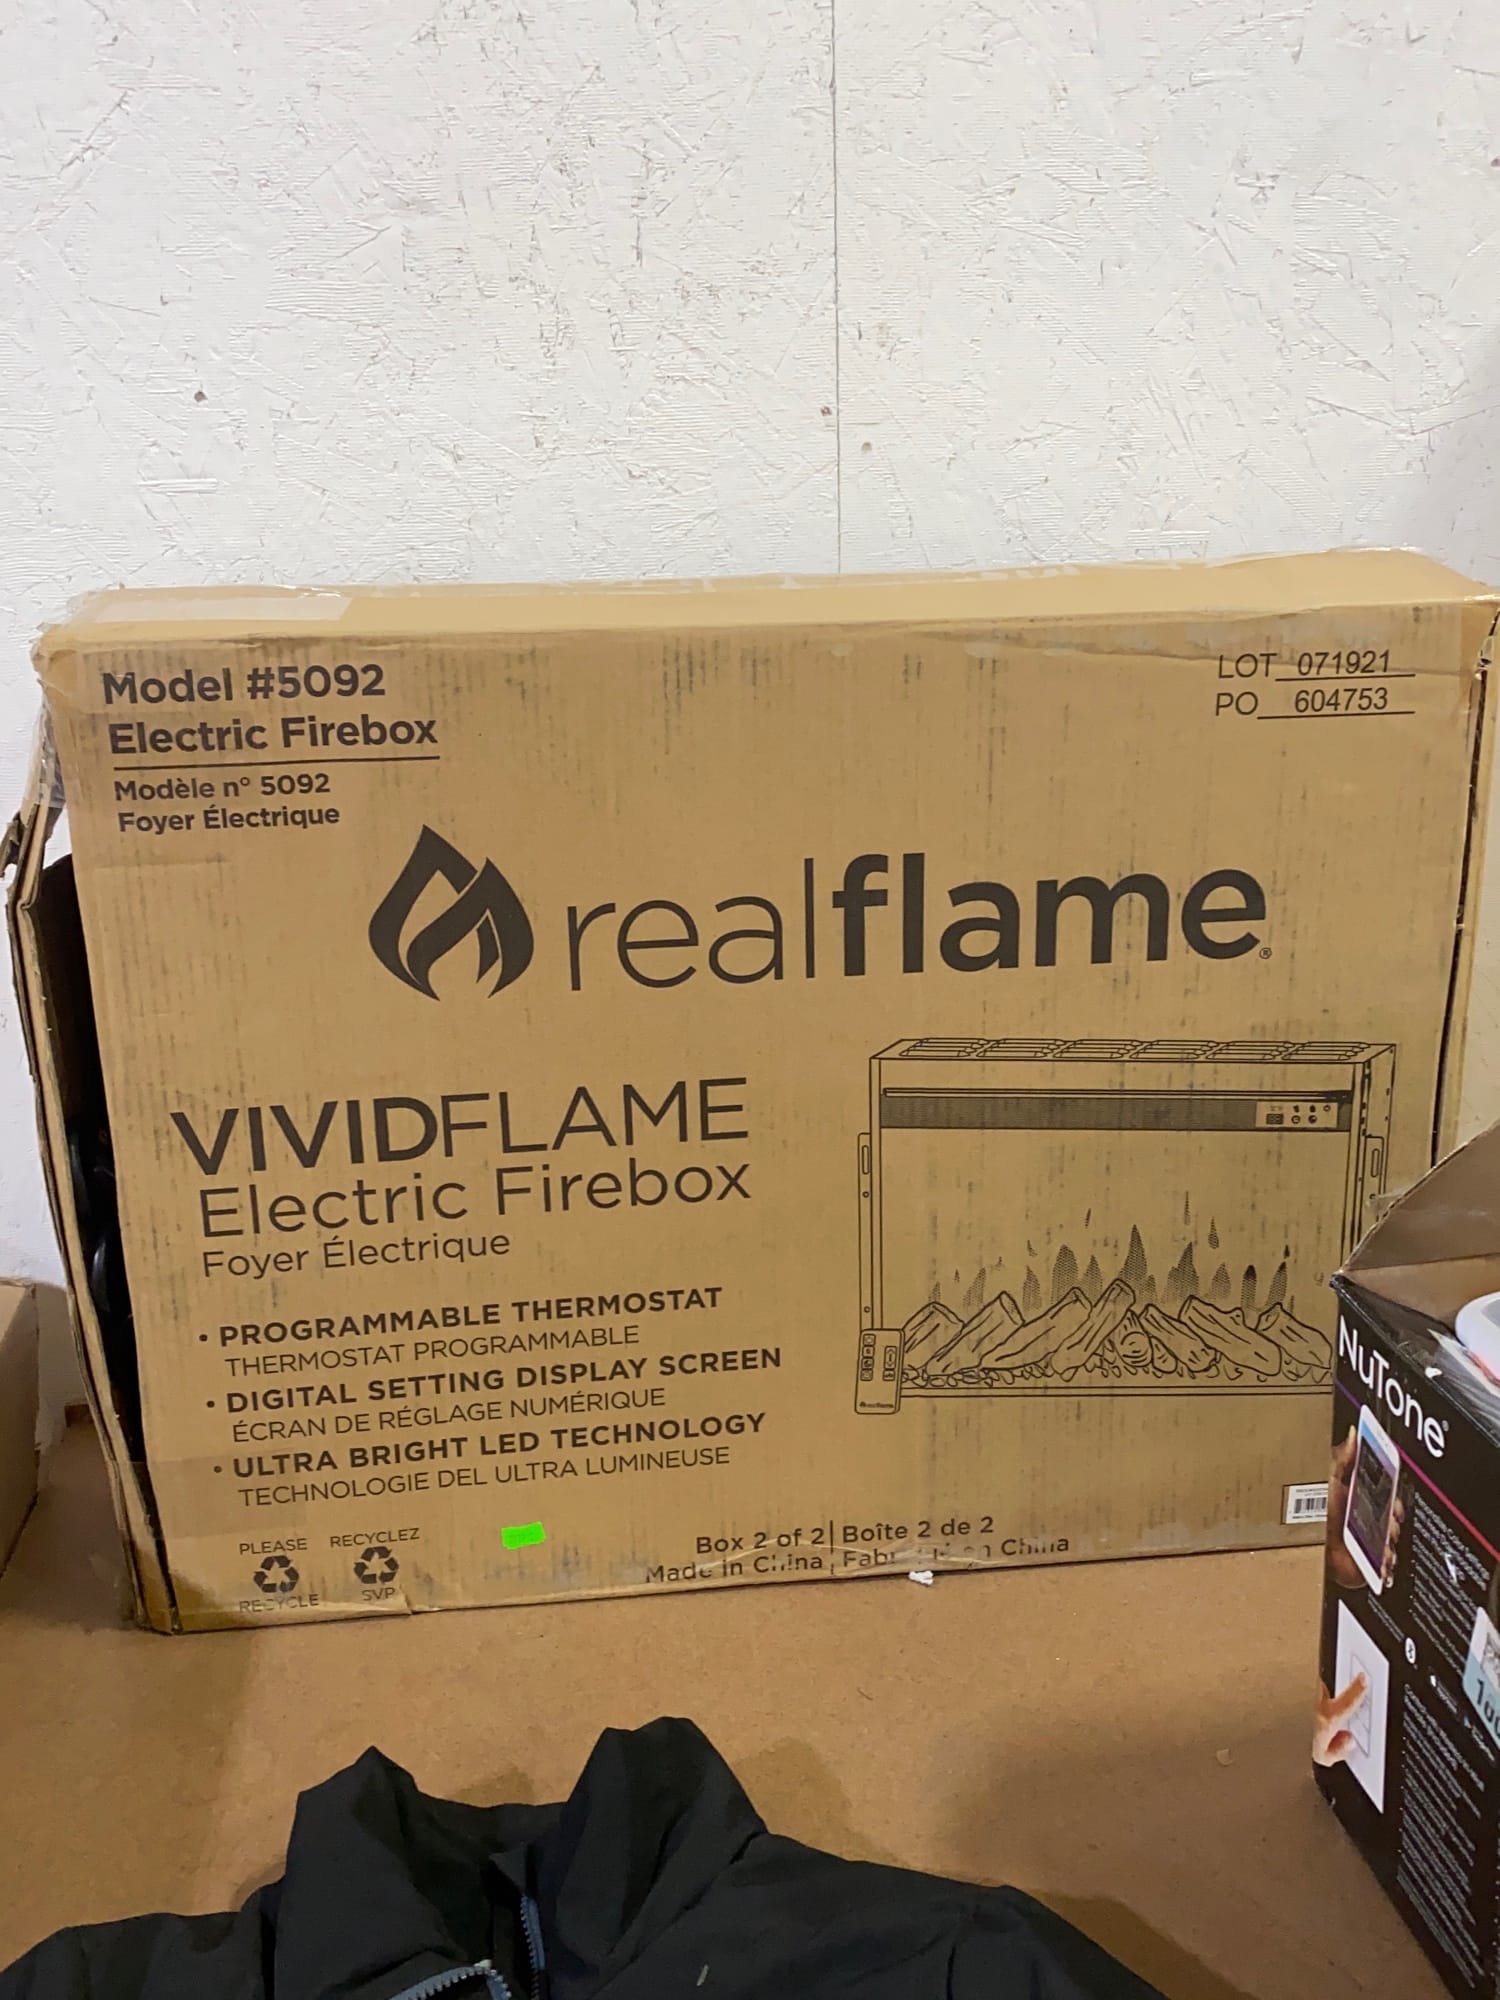 Model #5092
Electric Firebox
Modèle nº 5092
Foyer Électrique
LOT 071921
PO 604753
realflame®
VIVIDFLAME
Electric Firebox
Foyer Électrique
• PROGRAMMABLE THERMOSTAT
THERMOSTAT PROGRAMMABLE
• DIGITAL SETTING DISPLAY SCREEN
ÉCRAN DE RÉGLAGE NUMÉRIQUE
• ULTRA BRIGHT LED TECHNOLOGY
TECHNOLOGIE DEL ULTRA LUMINEUSE
PLEASE RECYCLEZ
RECYCLE SVP
Box 2 of 2 | Boîte 2 de 2
Made in China | China
NuTone®